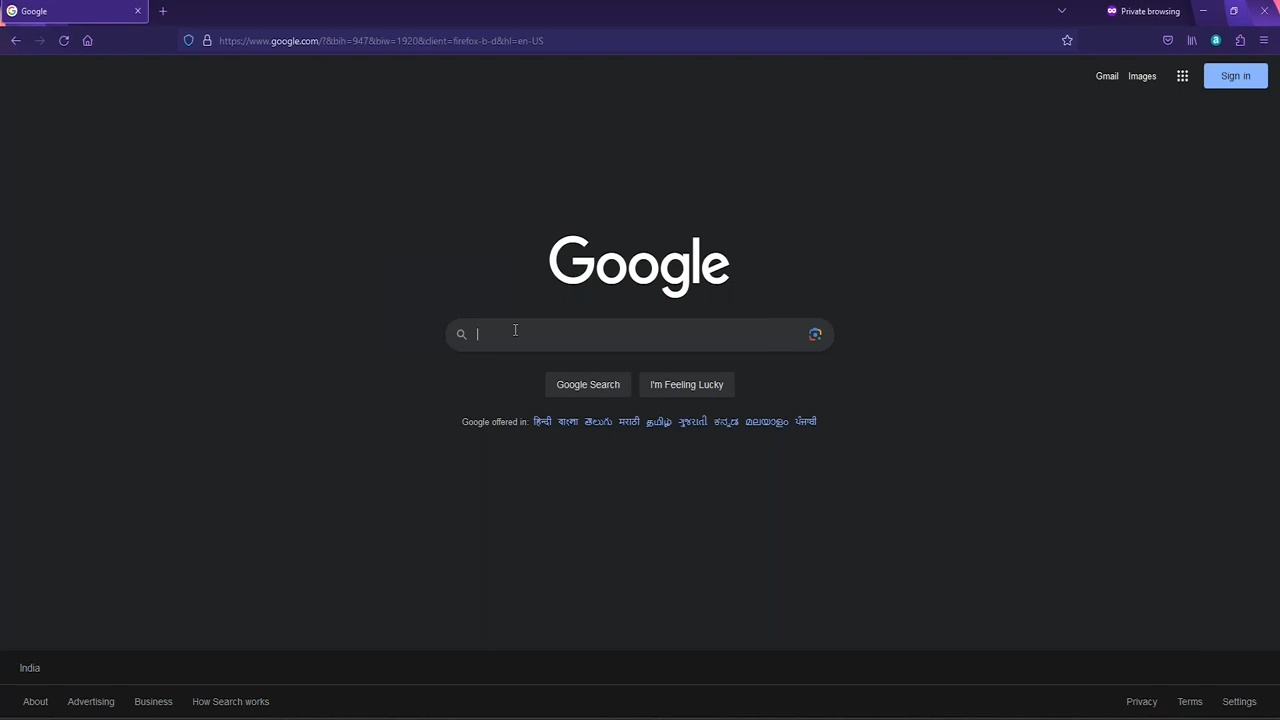 Google
Private browsing
https://www.google.com/?&bih=947&biw=1920&client=firefox-b-d&hl=en-US
Gmail Images Sign in
Google
Google Search I'm Feeling Lucky
Google offered in: हिन्दी বাংলা తెలుగు मराठी தமிழ் ગુજરાતી ಕನ್ನಡ മലയാളം ਪੰਜਾਬੀ
India
About Advertising Business How Search works Privacy Terms Settings